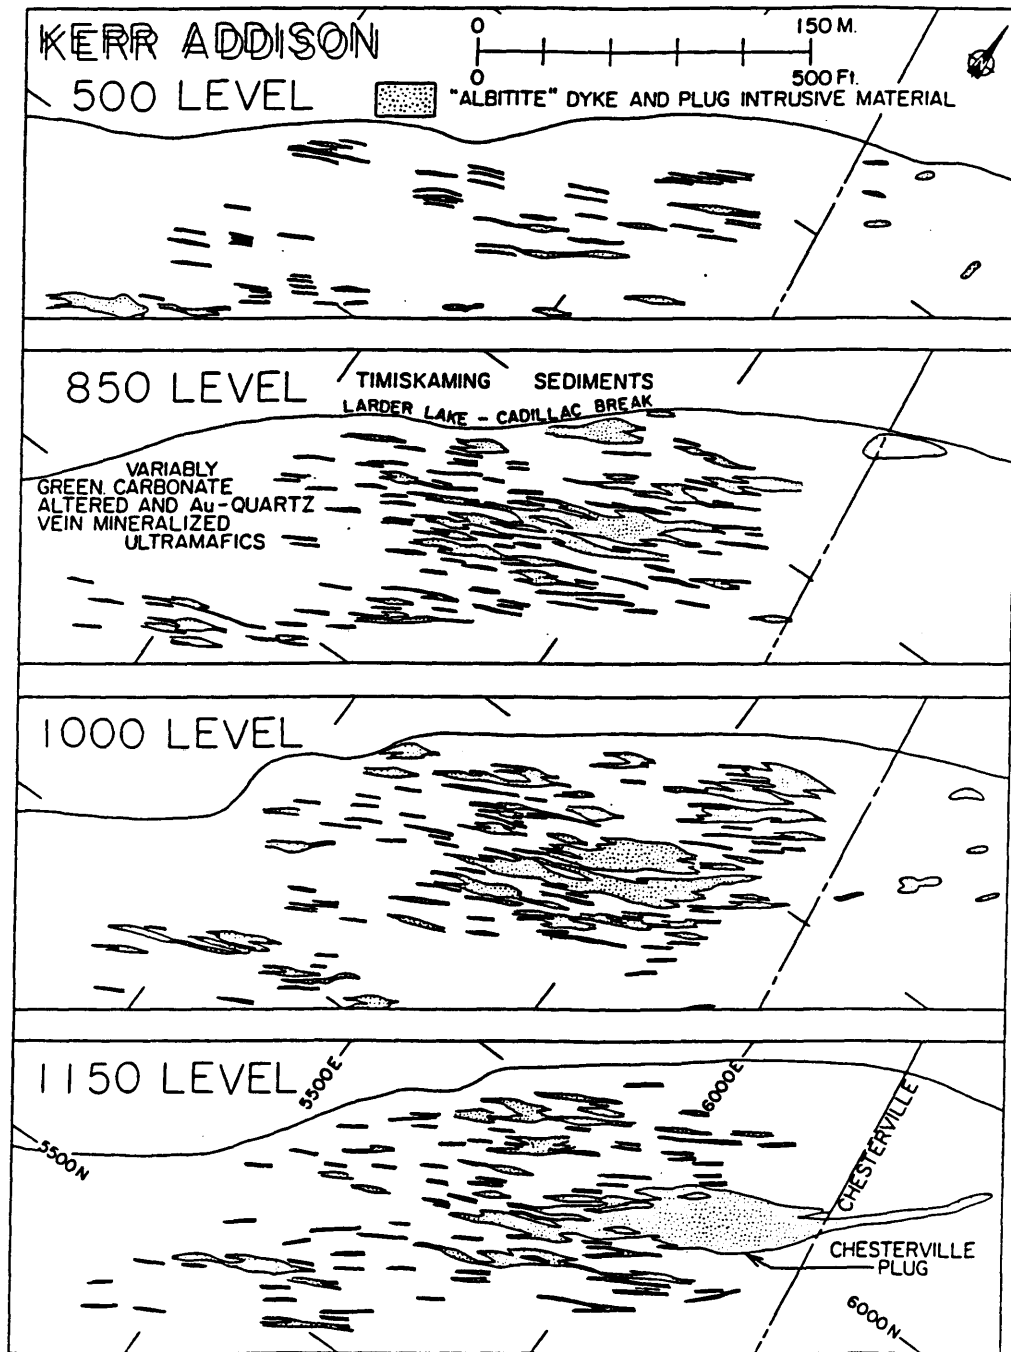 KERR ADDISON
500 LEVEL
0 150 M.
0 500 Ft.
"ALBITITE" DYKE AND PLUG INTRUSIVE MATERIAL
N
850 LEVEL
TIMISKAMING SEDIMENTS
LARDER LAKE - CADILLAC BREAK
VARIABLY
GREEN CARBONATE
ALTERED AND Au-QUARTZ
VEIN MINERALIZED
ULTRAMAFICS
1000 LEVEL
1150 LEVEL
5500E
6000E
5500N
CHESTERVILLE
CHESTERVILLE
PLUG
6000N